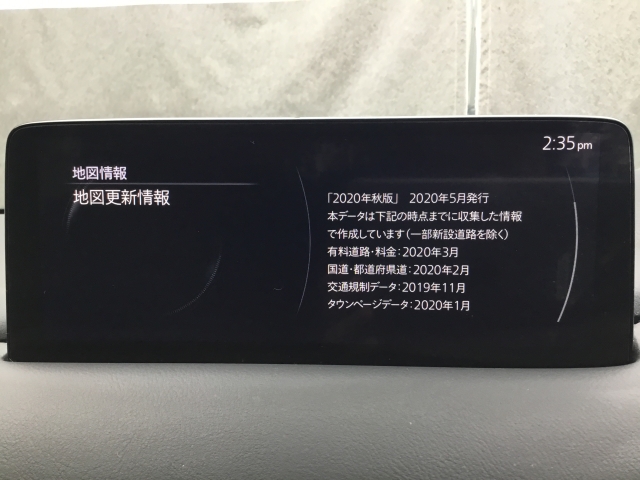 2:35pm
地図情報
地図更新情報
「2020年秋版」 2020年5月発行
本データは下記の時点までに収集した情報
で作成しています(一部新設道路を除く)
有料道路・料金:2020年3月
国道・都道府県道:2020年2月
交通規制データ:2019年11月
タウンページデータ:2020年1月